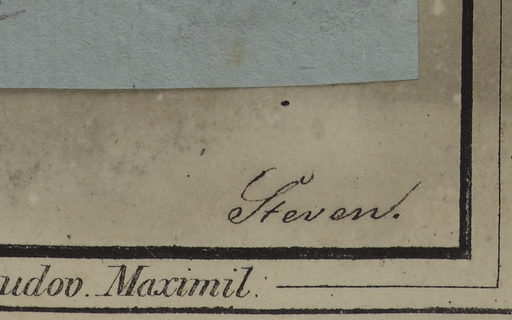 Steven.
udov. Maximil.